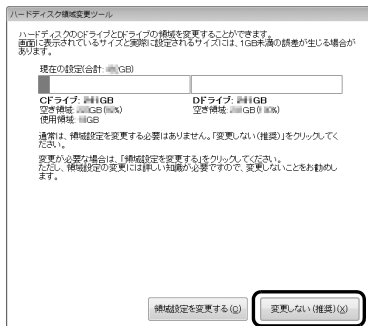 ハードディスク領域変更ツール
ハードディスクのCドライブとDドライブの領域を変更することができます。
画面に表示されているサイズと実際に設定されるサイズには、1GB未満の誤差が生じる場合が
あります。
現在の設定(合計: GB)
Cドライブ: GB
空き領域: GB( %)
使用領域: GB
Dドライブ: GB
空き領域: GB( %)
通常は、領域設定を変更する必要はありません。「変更しない(推奨)」をクリックしてく
ださい。
変更が必要な場合は、「領域設定を変更する」をクリックしてください。
ただし、領域設定の変更には詳しい知識が必要ですので、変更しないことをお勧めし
ます。
領域設定を変更する(C)
変更しない(推奨)(X)